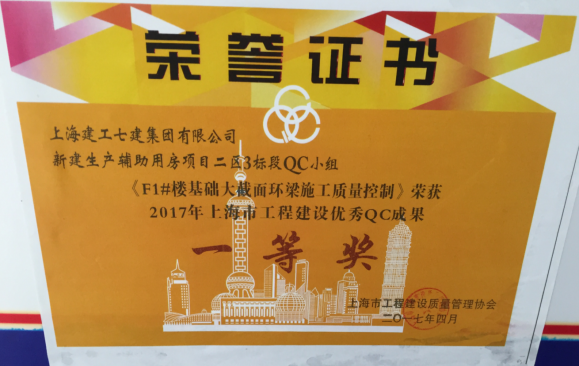 荣誉证书
上海建工七建集团有限公司
新建生产辅助用房项目二区3标段QC小组
《F1#楼基础大截面环梁施工质量控制》荣获
2017年上海市工程建设优秀QC成果
一等奖
上海市工程建设质量管理协会
二〇一七年四月